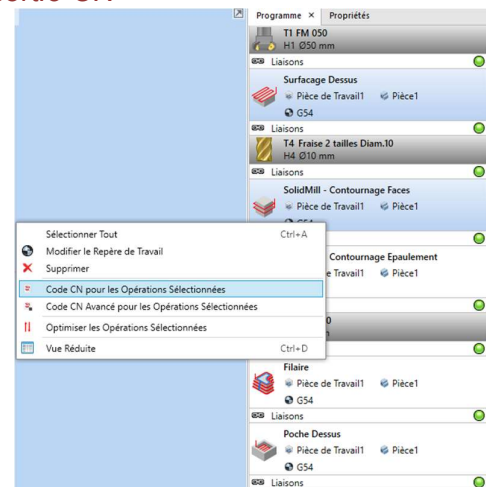 Programme × Propriétés
T1 FM 050
H1 Ø50 mm
Liaisons
Surfacage Dessus
Pièce de Travail1 Pièce1
G54
Liaisons
T4 Fraise 2 tailles Diam.10
H4 Ø10 mm
Liaisons
SolidMill - Contournage Faces
Pièce de Travail1 Pièce1
G54
Sélectionner Tout Ctrl+A
Modifier le Repère de Travail
Supprimer
Code CN pour les Opérations Sélectionnées
Code CN Avancé pour les Opérations Sélectionnées
Optimiser les Opérations Sélectionnées
Vue Réduite Ctrl+D
Contournage Epaulement
de Travail1 Pièce1
Filaire
Pièce de Travail1 Pièce1
G54
Liaisons
Poche Dessus
Pièce de Travail1 Pièce1
G54
Liaisons